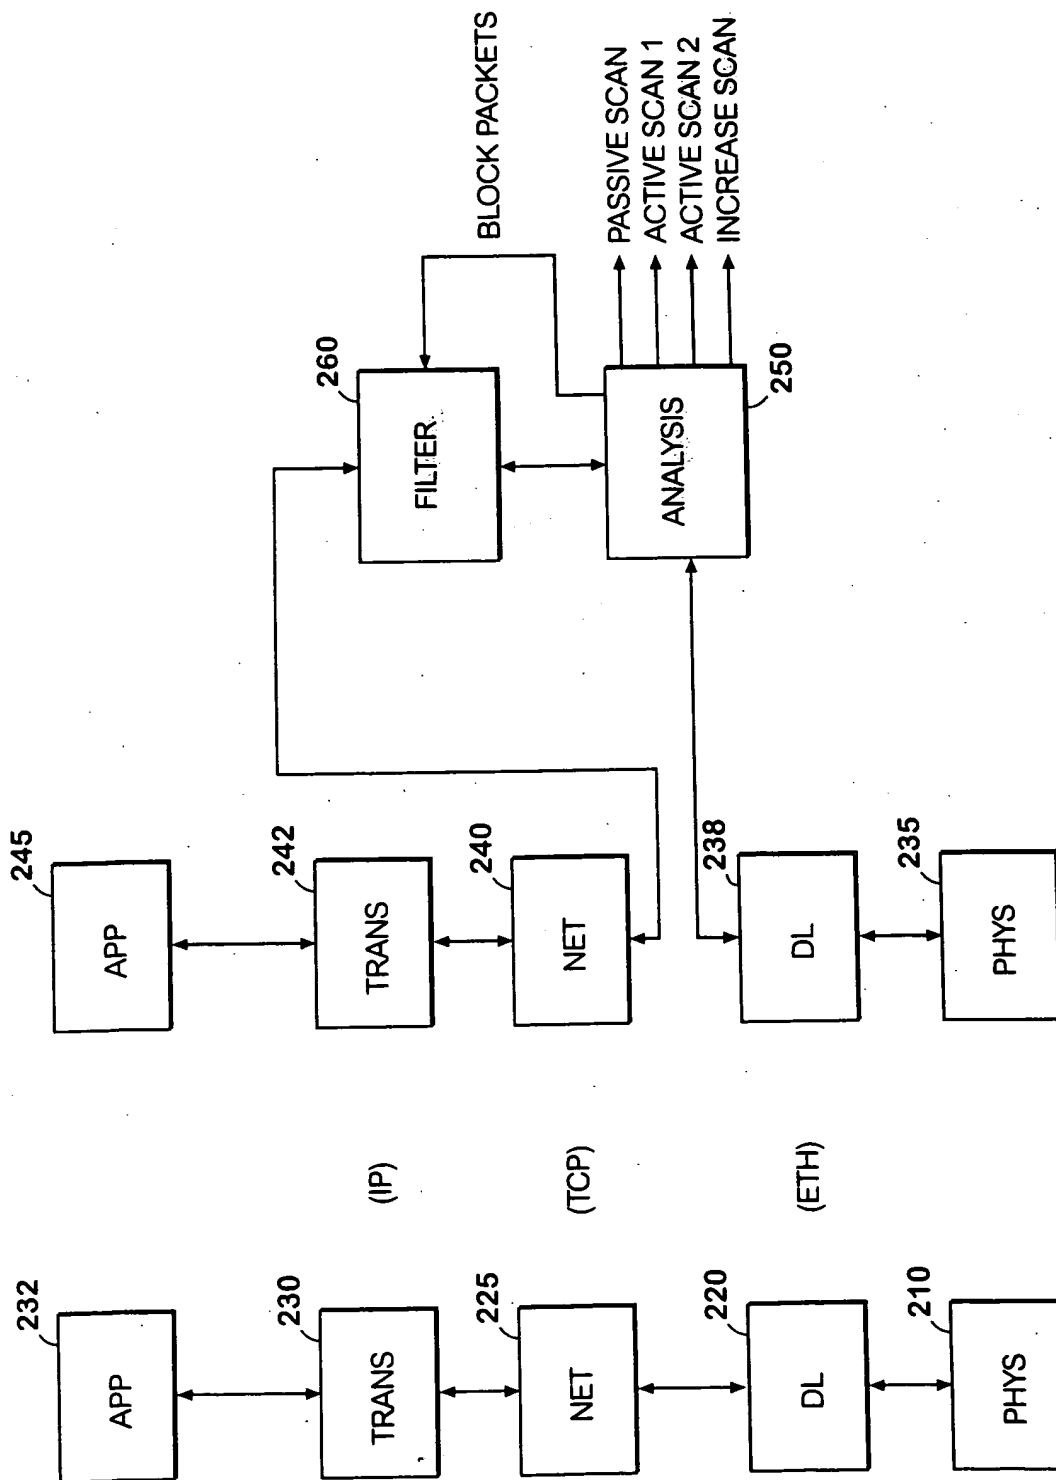 232
APP
230
TRANS
225
NET
220
DL
210
PHYS
(IP)
(TCP)
(ETH)
245
APP
242
TRANS
240
NET
238
DL
235
PHYS
260
FILTER
BLOCK PACKETS
ANALYSIS
250
PASSIVE SCAN
ACTIVE SCAN 1
ACTIVE SCAN 2
INCREASE SCAN